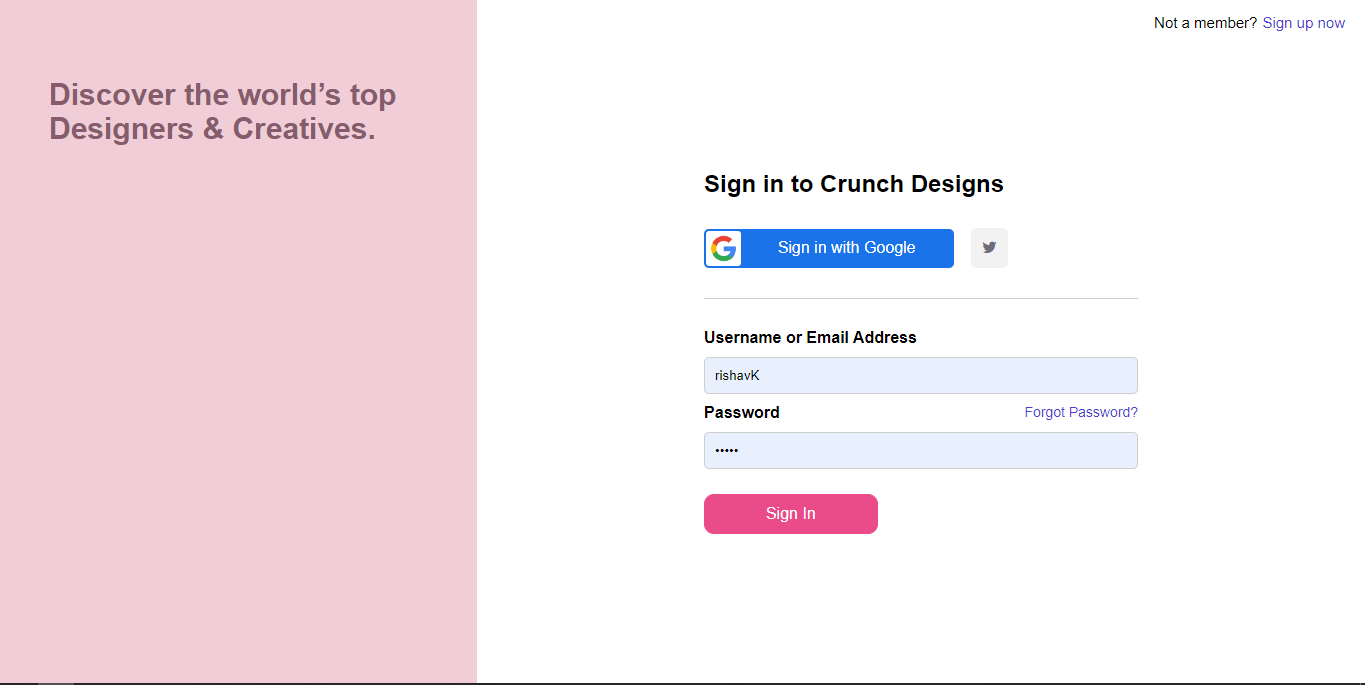 Not a member? Sign up now
Discover the world’s top
Designers & Creatives.
Sign in to Crunch Designs
Sign in with Google
Username or Email Address
rishavK
Password Forgot Password?
•••••
Sign In